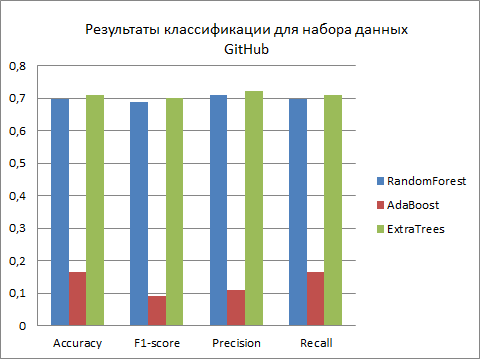 Результаты классификации для набора данных
GitHub
0,8
0,7
0,6
0,5
0,4
0,3
0,2
0,1
0
Accuracy
F1-score
Precision
Recall
RandomForest
AdaBoost
ExtraTrees